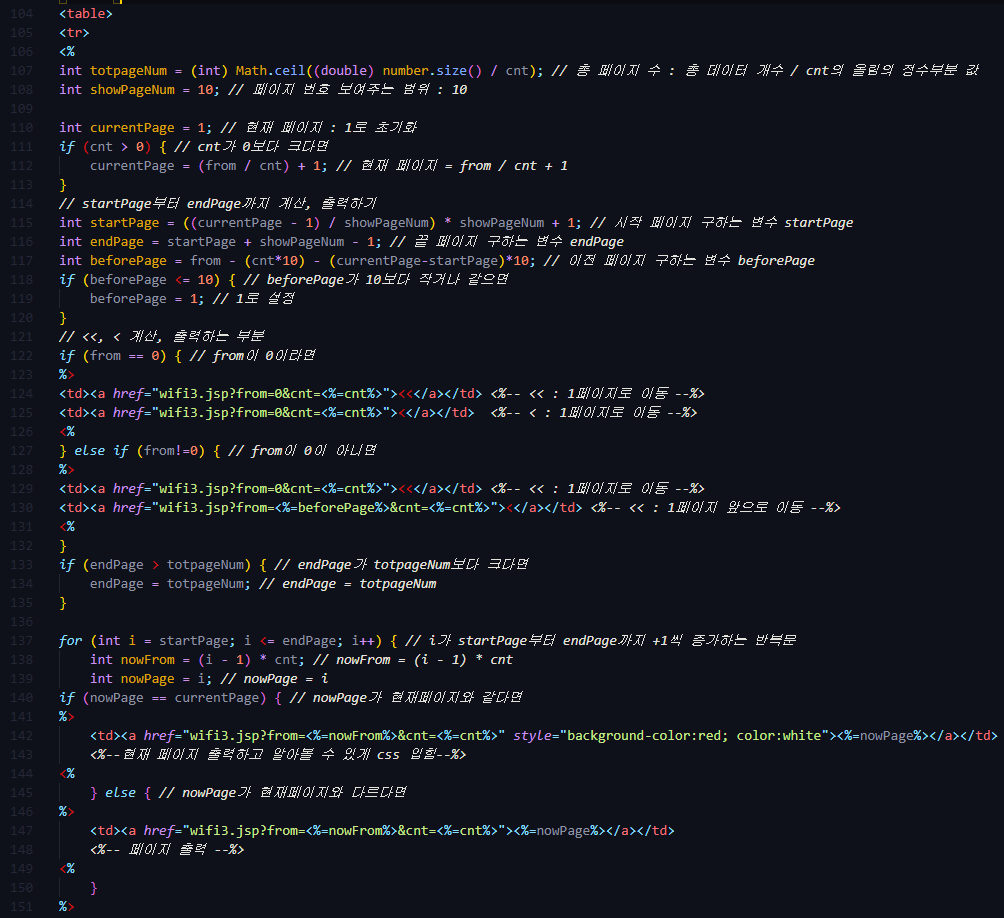 104 <table>
105 <tr>
106 <%
107 int totpageNum = (int) Math.ceil((double) number.size() / cnt); // 총 페이지 수 : 총 데이터 개수 / cnt의 올림의 정수부분 값
108 int showPageNum = 10; // 페이지 번호 보여주는 범위 : 10
109
110 int currentPage = 1; // 현재 페이지 : 1로 초기화
111 if (cnt > 0) { // cnt가 0보다 크다면
112     currentPage = (from / cnt) + 1; // 현재 페이지 = from / cnt + 1
113 }
114 // startPage부터 endPage까지 계산, 출력하기
115 int startPage = ((currentPage - 1) / showPageNum) * showPageNum + 1; // 시작 페이지 구하는 변수 startPage
116 int endPage = startPage + showPageNum - 1; // 끝 페이지 구하는 변수 endPage
117 int beforePage = from - (cnt*10) - (currentPage-startPage)*10; // 이전 페이지 구하는 변수 beforePage
118 if (beforePage <= 10) { // beforePage가 10보다 작거나 같으면
119     beforePage = 1; // 1로 설정
120 }
121 // <<, < 계산, 출력하는 부분
122 if (from == 0) { // from이 0이라면
123 %>
124 <td><a href="wifi3.jsp?from=0&cnt=<%=cnt%>"><<</a></td> <%-- << : 1페이지로 이동 --%>
125 <td><a href="wifi3.jsp?from=0&cnt=<%=cnt%>"><</a></td>  <%-- < : 1페이지로 이동 --%>
126 <%
127 } else if (from!=0) { // from이 0이 아니면
128 %>
129 <td><a href="wifi3.jsp?from=0&cnt=<%=cnt%>"><<</a></td> <%-- << : 1페이지로 이동 --%>
130 <td><a href="wifi3.jsp?from=<%=beforePage%>&cnt=<%=cnt%>"><</a></td> <%-- << : 1페이지 앞으로 이동 --%>
131 <%
132 }
133 if (endPage > totpageNum) { // endPage가 totpageNum보다 크다면
134     endPage = totpageNum; // endPage = totpageNum
135 }
136
137 for (int i = startPage; i <= endPage; i++) { // i가 startPage부터 endPage까지 +1씩 증가하는 반복문
138     int nowFrom = (i - 1) * cnt; // nowFrom = (i - 1) * cnt
139     int nowPage = i; // nowPage = i
140 if (nowPage == currentPage) { // nowPage가 현재페이지와 같다면
141 %>
142     <td><a href="wifi3.jsp?from=<%=nowFrom%>&cnt=<%=cnt%>" style="background-color:red; color:white"><%=nowPage%></a></td>
143     <%--현재 페이지 출력하고 알아볼 수 있게 css 입힘--%>
144 <%
145     } else { // nowPage가 현재페이지와 다르다면
146 %>
147     <td><a href="wifi3.jsp?from=<%=nowFrom%>&cnt=<%=cnt%>"><%=nowPage%></a></td>
148     <%-- 페이지 출력 --%>
149 <%
150     }
151 %>